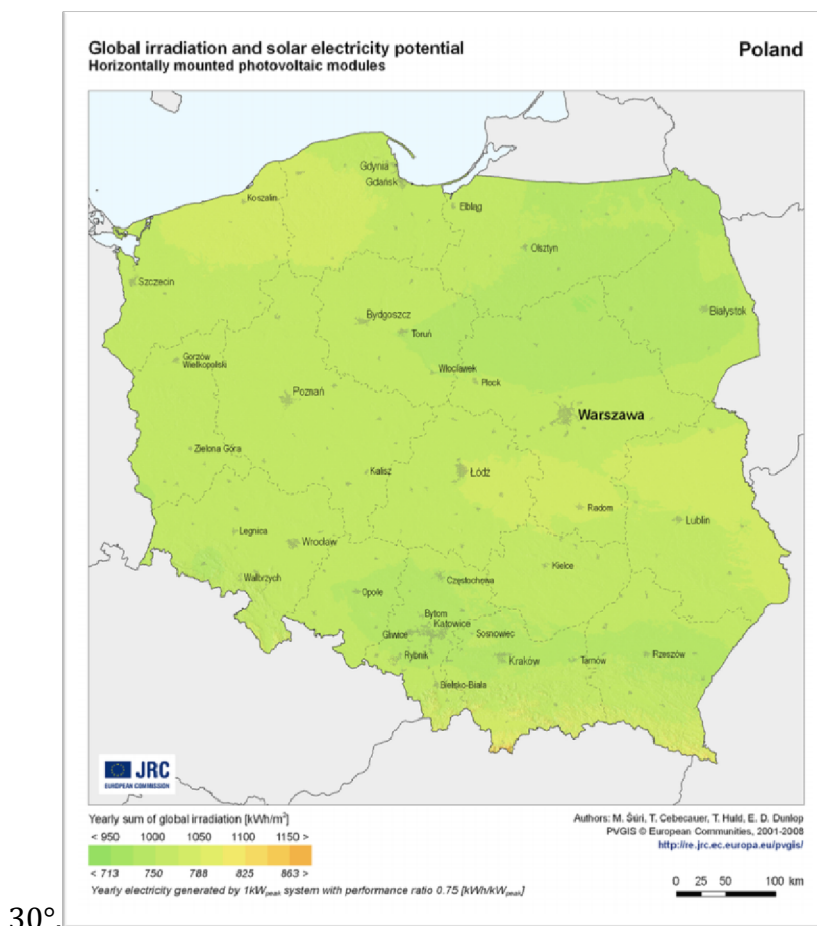 Global irradiation and solar electricity potential
Horizontally mounted photovoltaic modules
Poland
Gdynia
Gdańsk
Koszalin
Elbląg
Olsztyn
Szczecin
Białystok
Bydgoszcz
Toruń
Gorzów
Wielkopolski
Włocławek
Płock
Poznań
Warszawa
Zielona Góra
Kalisz
Łódź
Radom
Lublin
Legnica
Wrocław
Wałbrzych
Kielce
Częstochowa
Opole
Bytom
Katowice
Gliwice
Sosnowiec
Rybnik
Kraków
Tarnów
Rzeszów
Bielsko-Biała
JRC
EUROPEAN COMMISSION
Yearly sum of global irradiation [kWh/m²]
< 950 1000 1050 1100 1150 >
< 713 750 788 825 863 >
Yearly electricity generated by 1kWpeak system with performance ratio 0.75 [kWh/kWpeak]
Authors: M. Šúri, T. Cebecauer, T. Huld, E. D. Dunlop
PVGIS © European Communities, 2001-2008
http://re.jrc.ec.europa.eu/pvgis/
0 25 50 100 km
30°.